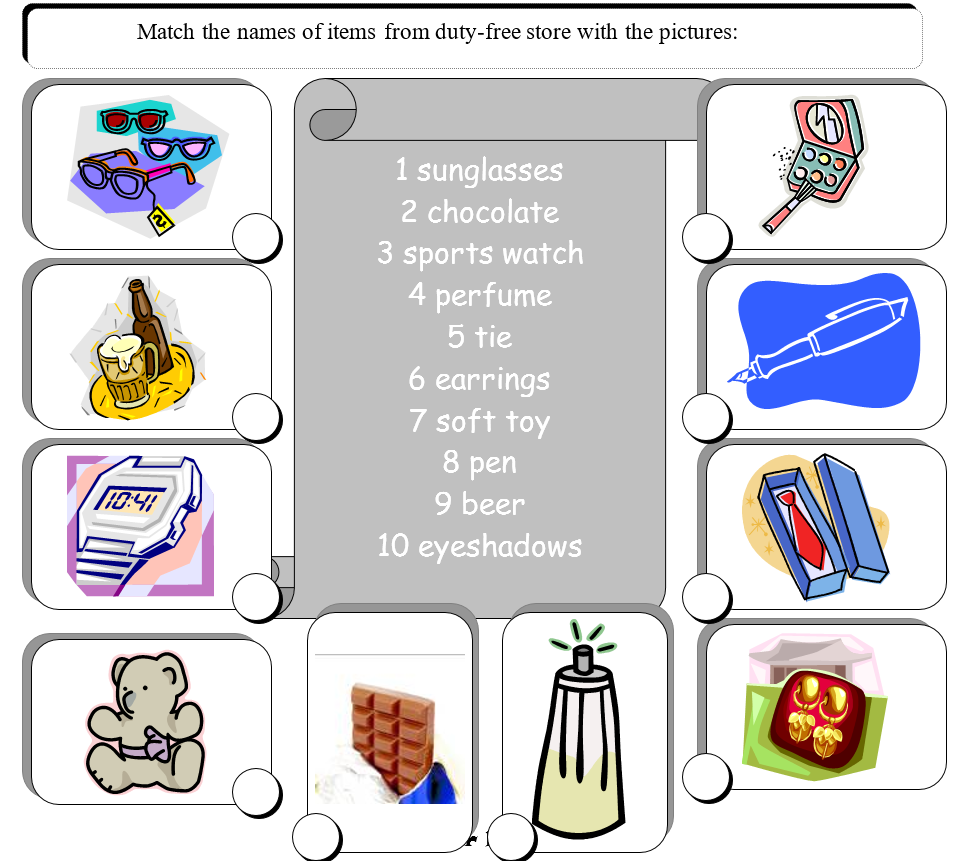 Match the names of items from duty-free store with the pictures:
1 sunglasses
2 chocolate
3 sports watch
4 perfume
5 tie
6 earrings
7 soft toy
8 pen
9 beer
10 eyeshadows
10:41